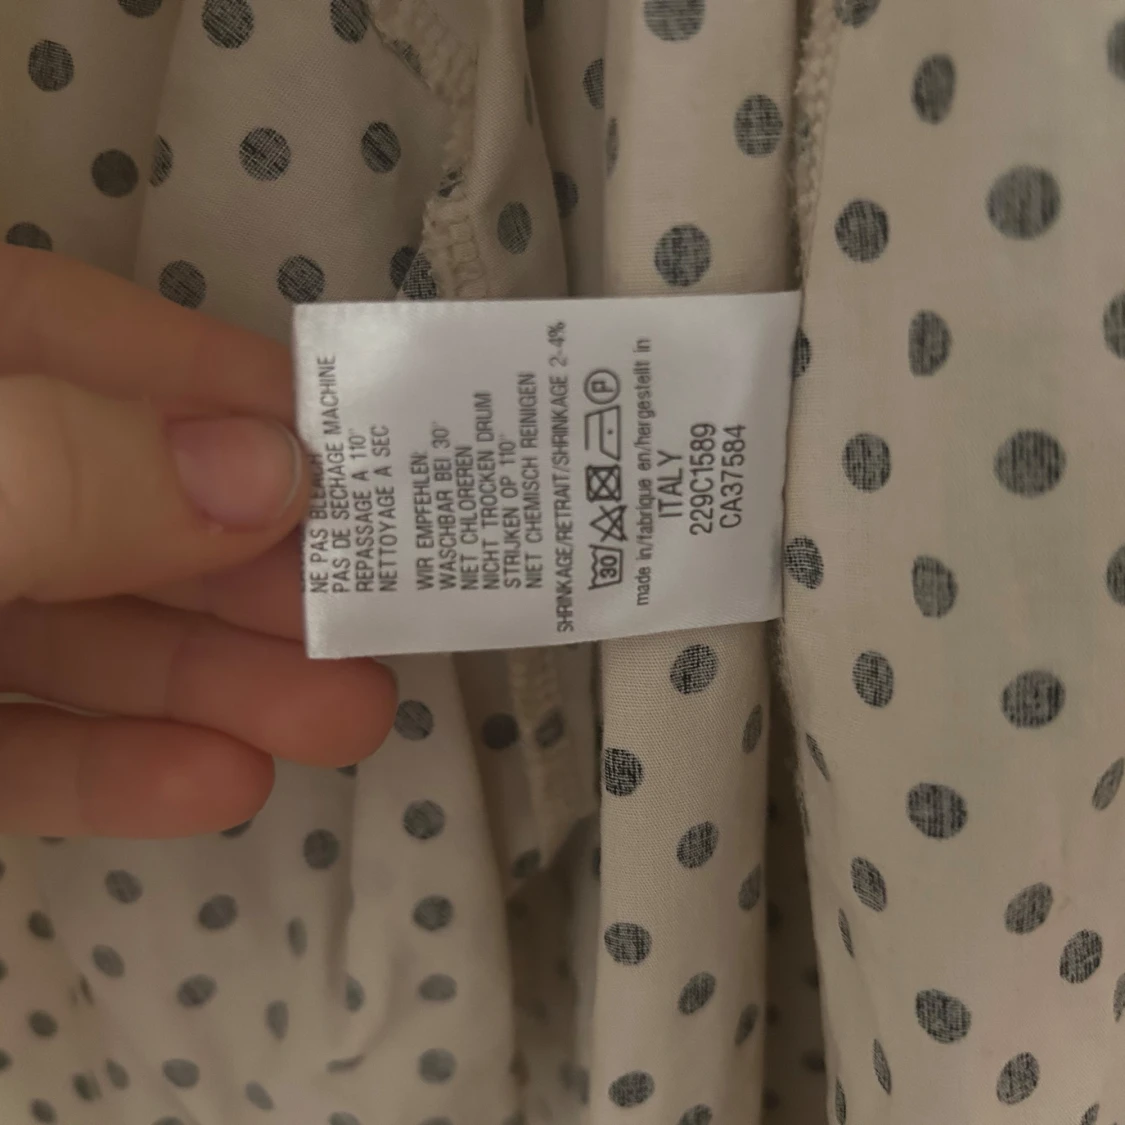 NE PAS BLEACH
PAS DE SECHAGE MACHINE
REPASSAGE A 110°
NETTOYAGE A SEC
WIR EMPFEHLEN:
WASCHBAR BEI 30°
NIET CHLOREREN
NICHT TROCKEN DRUM
STRIJKEN OP 110°
NIET CHEMISCH REINIGEN
SHRINKAGE/RETRAIT/SHRINKAGE 2-4%
30 P
made in/fabrique en/hergestellt in
ITALY
229C1589
CA37584